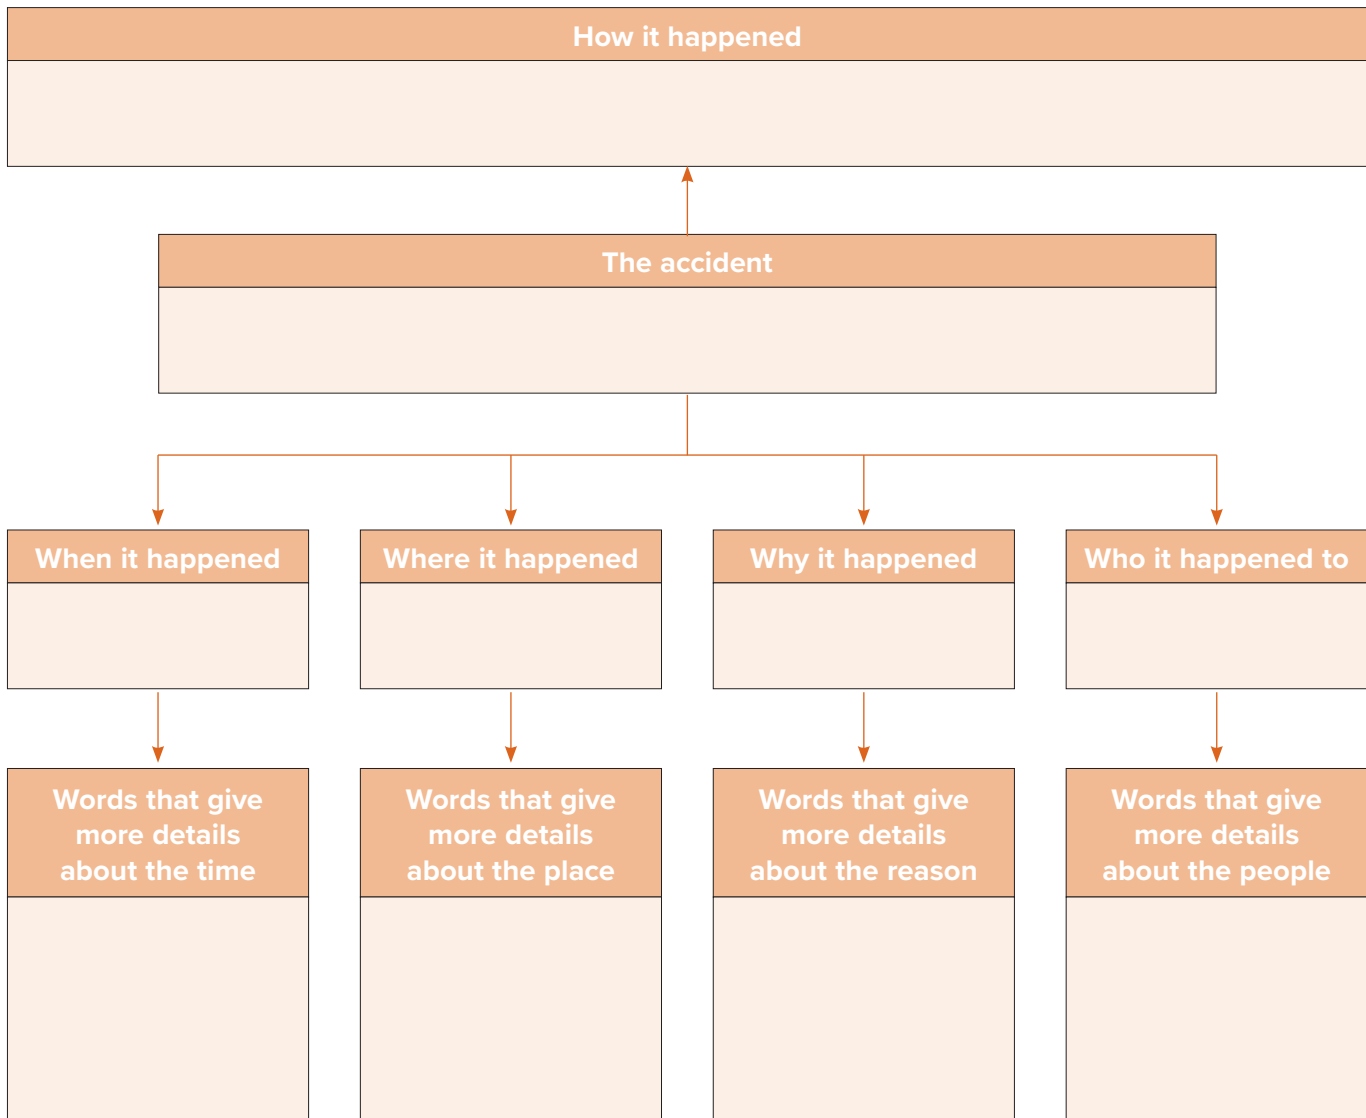 How it happened
The accident
When it happened
Where it happened
Why it happened
Who it happened to
Words that give
more details
about the time
Words that give
more details
about the place
Words that give
more details
about the reason
Words that give
more details
about the people